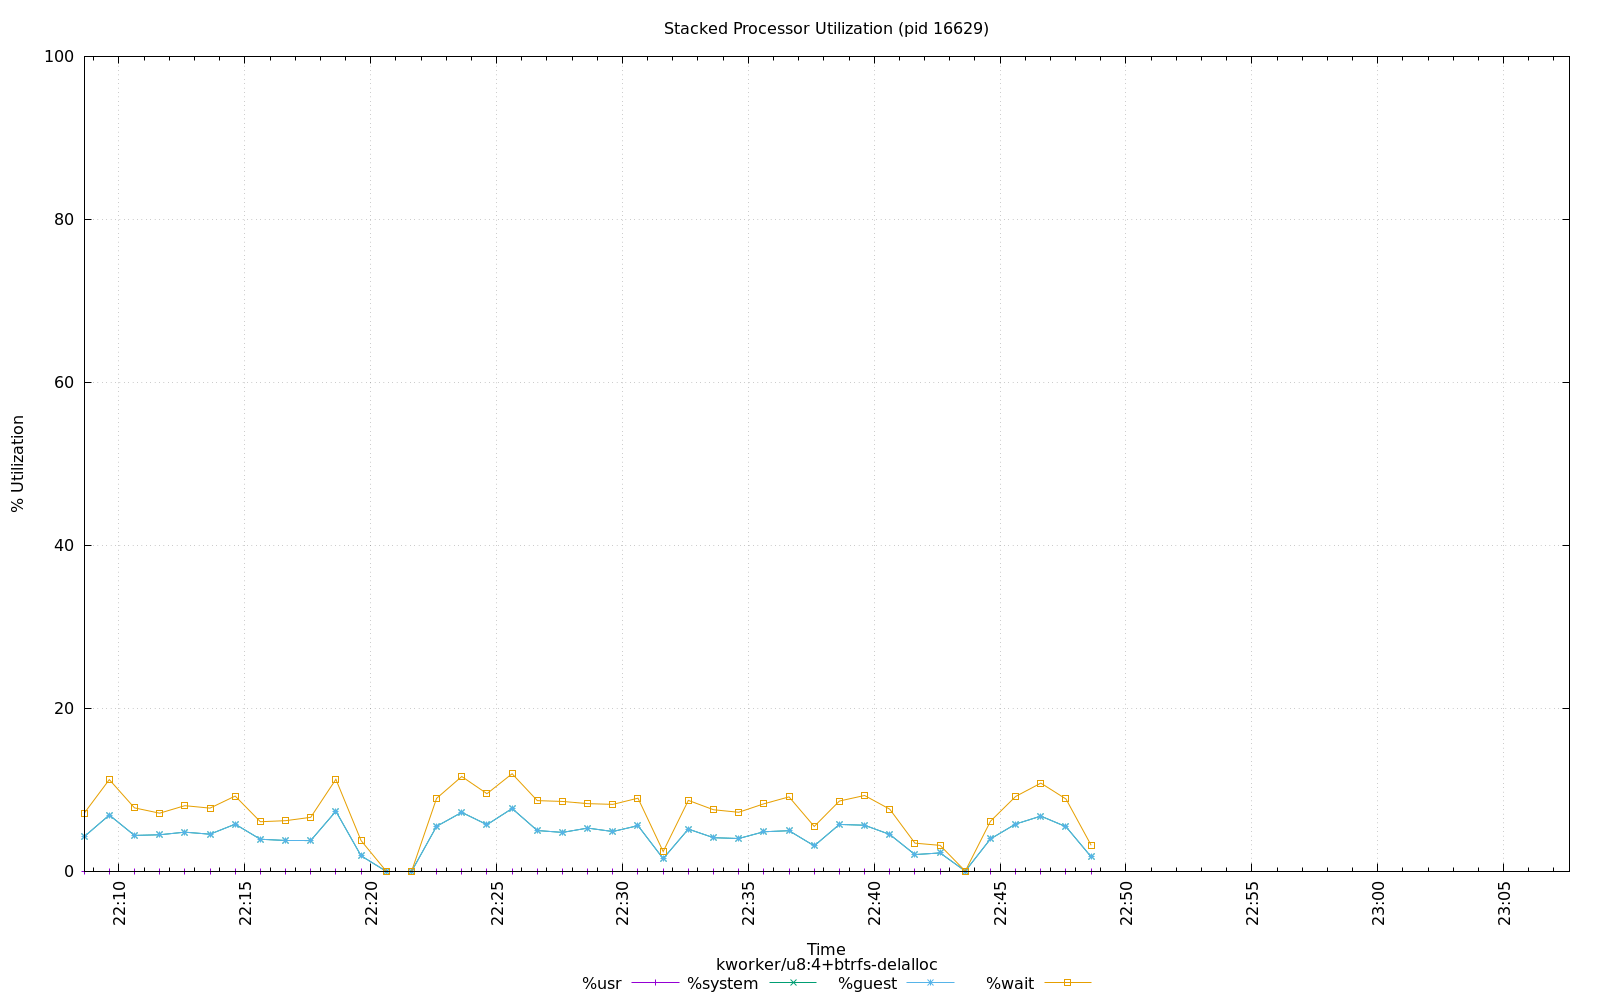 Stacked Processor Utilization (pid 16629)
100
80
60
40
20
0
% Utilization
22:10 22:15 22:20 22:25 22:30 22:35 22:40 22:45 22:50 22:55 23:00 23:05
Time
kworker/u8:4+btrfs-delalloc
%usr %system %guest %wait